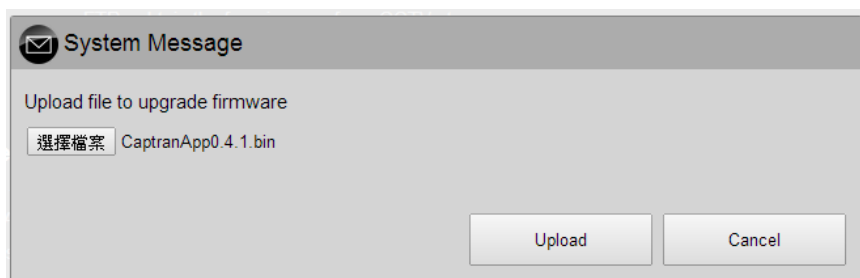 System Message
Upload file to upgrade firmware
選擇檔案 CaptranApp0.4.1.bin
Upload Cancel